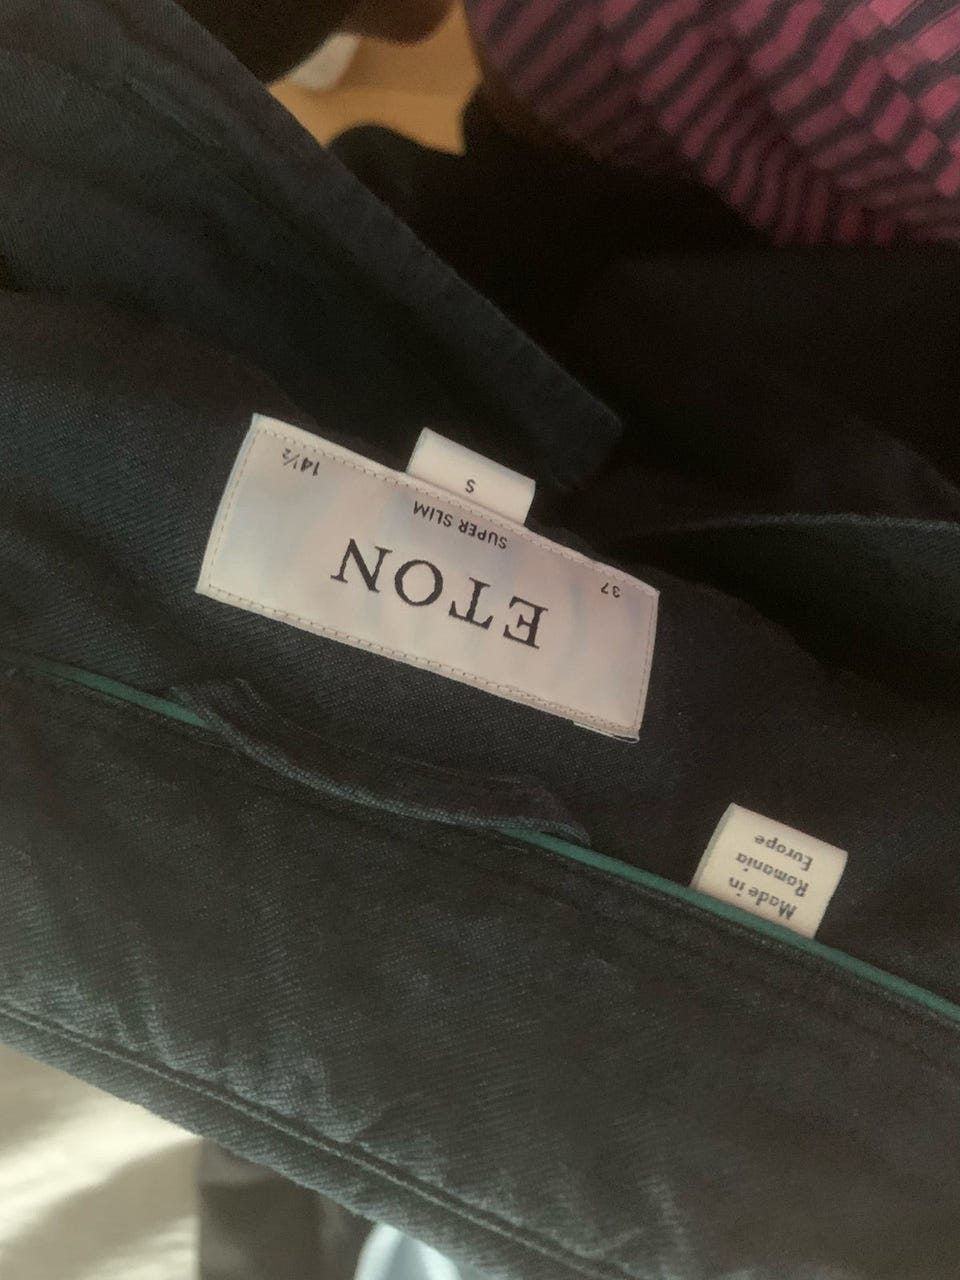 ETON
SUPER SLIM
37
14½
S
Made in
Romania
Europe